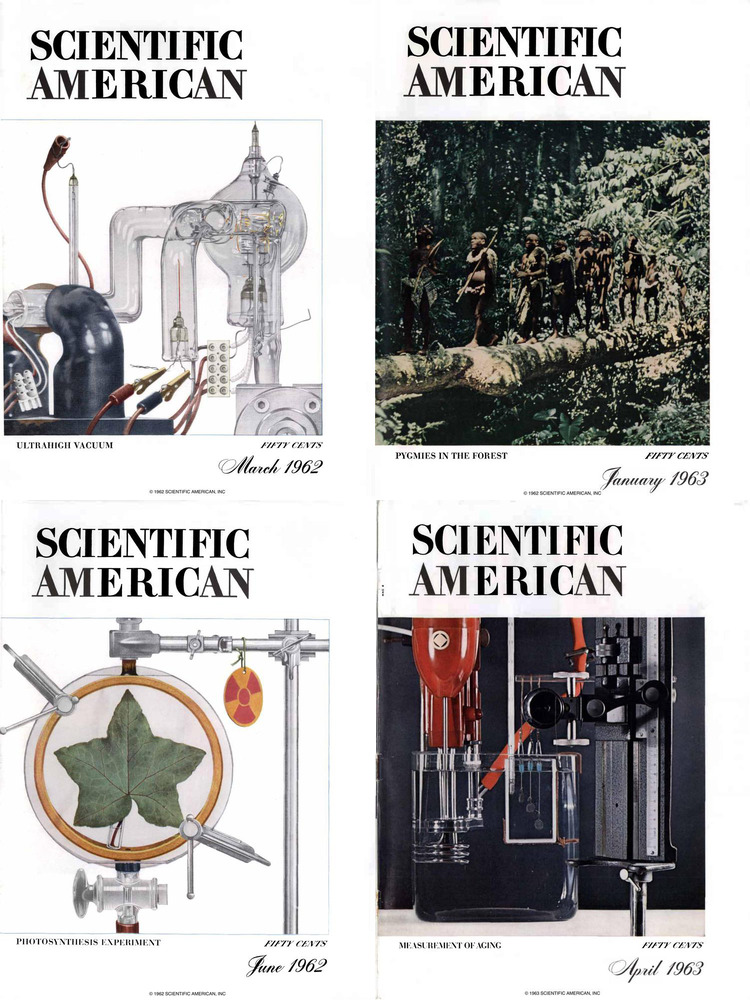 SCIENTIFIC
AMERICAN
ULTRAHIGH VACUUM
FIFTY CENTS
March 1962
© 1962 SCIENTIFIC AMERICAN, INC
SCIENTIFIC
AMERICAN
PYGMIES IN THE FOREST
FIFTY CENTS
January 1963
© 1962 SCIENTIFIC AMERICAN, INC
SCIENTIFIC
AMERICAN
PHOTOSYNTHESIS EXPERIMENT
FIFTY CENTS
June 1962
© 1962 SCIENTIFIC AMERICAN, INC
SCIENTIFIC
AMERICAN
MEASUREMENT OF AGING
FIFTY CENTS
April 1963
© 1963 SCIENTIFIC AMERICAN, INC